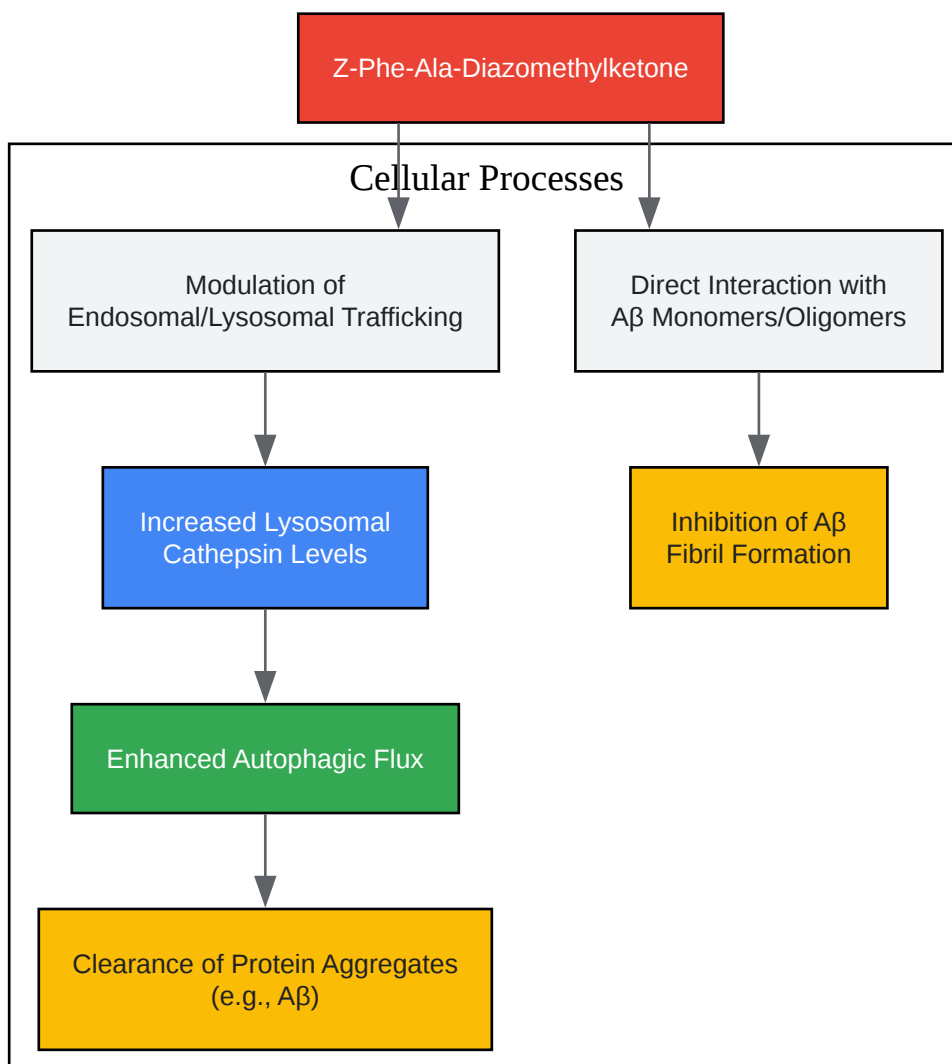 Z-Phe-Ala-Diazomethylketone
Cellular Processes
Modulation of
Endosomal/Lysosomal Trafficking
Direct Interaction with
Aβ Monomers/Oligomers
Increased Lysosomal
Cathepsin Levels
Inhibition of Aβ
Fibril Formation
Enhanced Autophagic Flux
Clearance of Protein Aggregates
(e.g., Aβ)